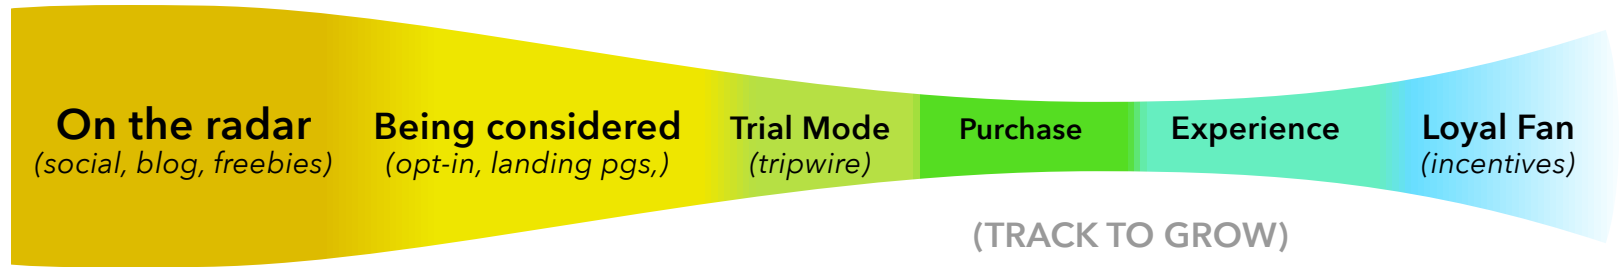 On the radar
(social, blog, freebies)
Being considered
(opt-in, landing pgs,)
Trial Mode
(tripwire)
Purchase
Experience
Loyal Fan
(incentives)
(TRACK TO GROW)